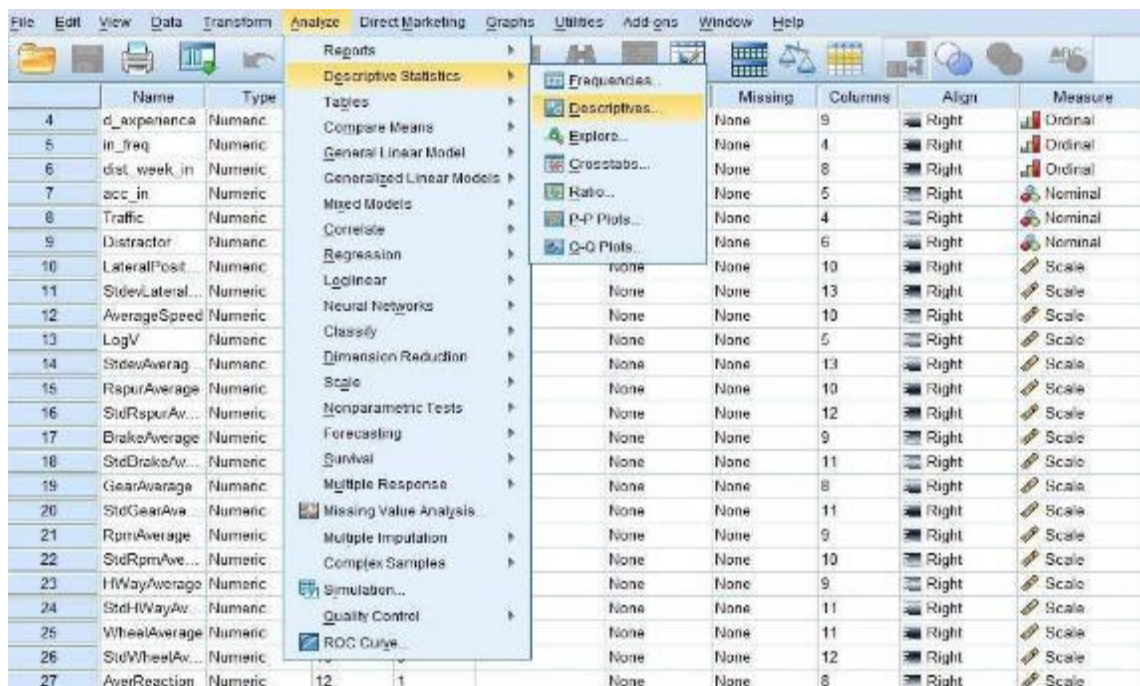 File Edit View Data Transform Analyze Direct Marketing Graphs Utilities Add-ons Window Help
Reports
Descriptive Statistics
Tables
Compare Means
General Linear Model
Generalized Linear Models
Mixed Models
Correlate
Regression
Loglinear
Neural Networks
Classify
Dimension Reduction
Scale
Nonparametric Tests
Forecasting
Survival
Multiple Response
Missing Value Analysis...
Multiple Imputation
Complex Samples
Simulation...
Quality Control
ROC Curve...
Frequencies...
Descriptives...
Explore...
Crosstabs...
Ratio...
P-P Plots...
Q-Q Plots...
Name Type Missing Columns Align Measure
4 d_experience Numeric None 9 Right Ordinal
5 in_freq Numeric None 4 Right Ordinal
6 dist_week_in Numeric None 8 Right Ordinal
7 acc_in Numeric None 5 Right Nominal
8 Traffic Numeric None 4 Right Nominal
9 Distractor Numeric None 6 Right Nominal
10 LateralPosit... Numeric None None 10 Right Scale
11 StdevLateral... Numeric None None 13 Right Scale
12 AverageSpeed Numeric None None 10 Right Scale
13 LogV Numeric None None 5 Right Scale
14 StdevAverag... Numeric None None 13 Right Scale
15 RspurAverage Numeric None None 10 Right Scale
16 StdRspurAv... Numeric None None 12 Right Scale
17 BrakeAverage Numeric None None 9 Right Scale
18 StdBrakeAv... Numeric None None 11 Right Scale
19 GearAverage Numeric None None 8 Right Scale
20 StdGearAve... Numeric None None 11 Right Scale
21 RpmAverage Numeric None None 9 Right Scale
22 StdRpmAve... Numeric None None 10 Right Scale
23 HWayAverage Numeric None None 9 Right Scale
24 StdHWayAv... Numeric None None 11 Right Scale
25 WheelAverage Numeric None None 11 Right Scale
26 StdWheelAv... Numeric None None 12 Right Scale
27 AverReaction Numeric 12 1 None None 8 Right Scale